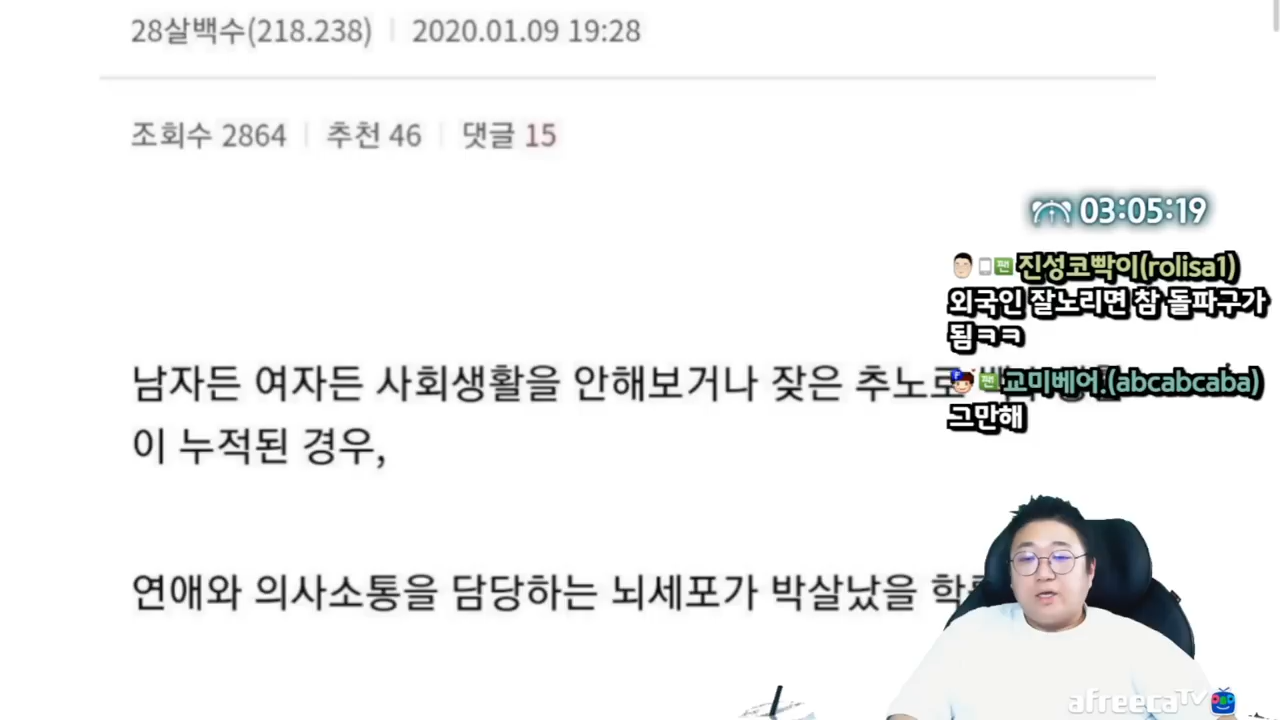 28살백수(218.238) | 2020.01.09 19:28
조회수 2864 | 추천 46 | 댓글 15
03:05:19
진성코빡이(rolisa1)
외국인 잘노리면 참 돌파구가
됨ㅋㅋ
교미베어.(abcabcaba)
그만해
남자든 여자든 사회생활을 안해보거나 잦은 추노로
이 누적된 경우,
연애와 의사소통을 담당하는 뇌세포가 박살났을
afreecaTV